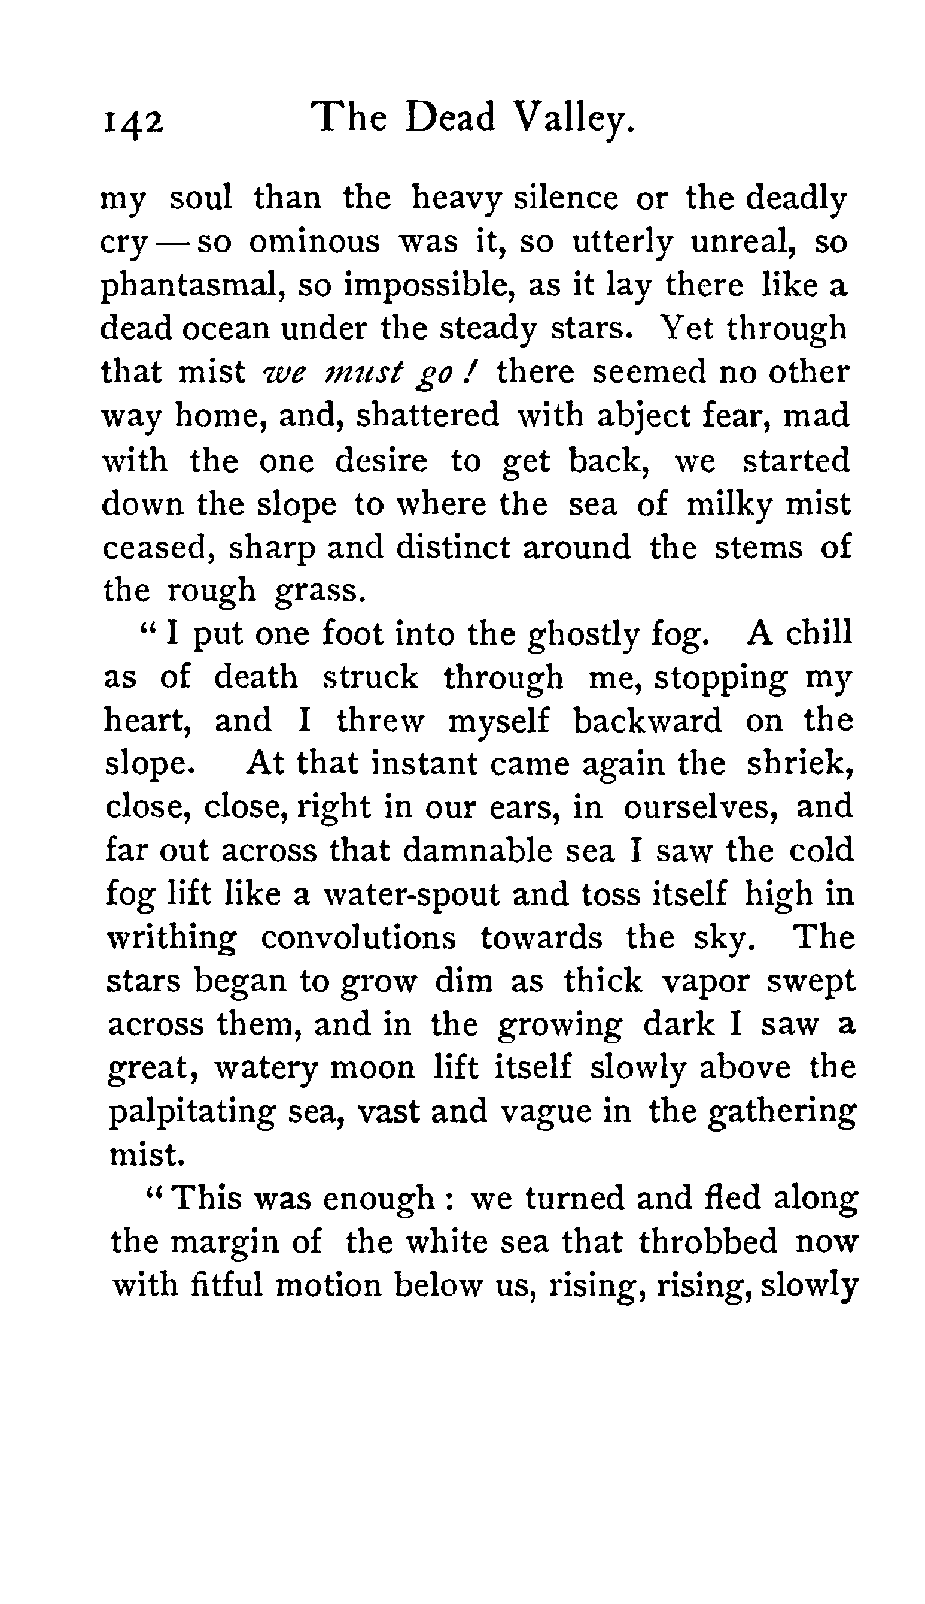 142 The Dead Valley.
my soul than the heavy silence or the deadly
cry — so ominous was it, so utterly unreal, so
phantasmal, so impossible, as it lay there like a
dead ocean under the steady stars. Yet through
that mist we must go ! there seemed no other
way home, and, shattered with abject fear, mad
with the one desire to get back, we started
down the slope to where the sea of milky mist
ceased, sharp and distinct around the stems of
the rough grass.
“ I put one foot into the ghostly fog. A chill
as of death struck through me, stopping my
heart, and I threw myself backward on the
slope. At that instant came again the shriek,
close, close, right in our ears, in ourselves, and
far out across that damnable sea I saw the cold
fog lift like a water-spout and toss itself high in
writhing convolutions towards the sky. The
stars began to grow dim as thick vapor swept
across them, and in the growing dark I saw a
great, watery moon lift itself slowly above the
palpitating sea, vast and vague in the gathering
mist.
“ This was enough : we turned and fled along
the margin of the white sea that throbbed now
with fitful motion below us, rising, rising, slowly